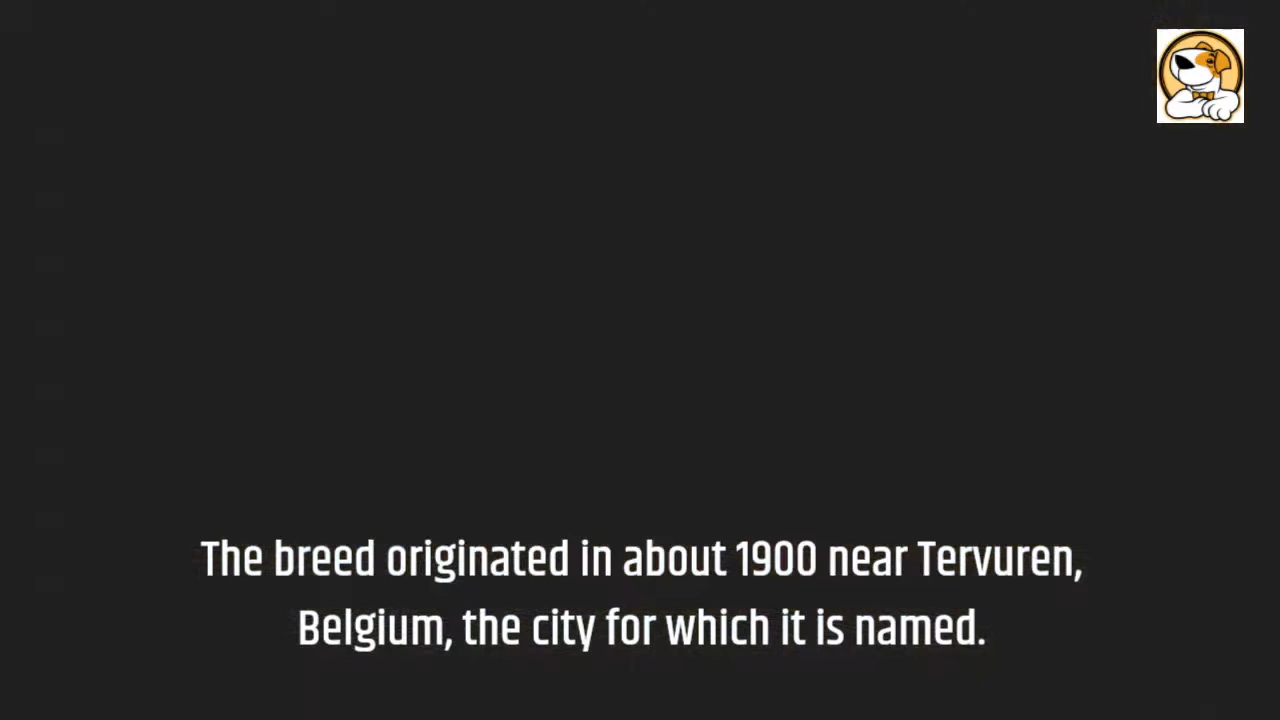 The breed originated in about 1900 near Tervuren,
Belgium, the city for which it is named.